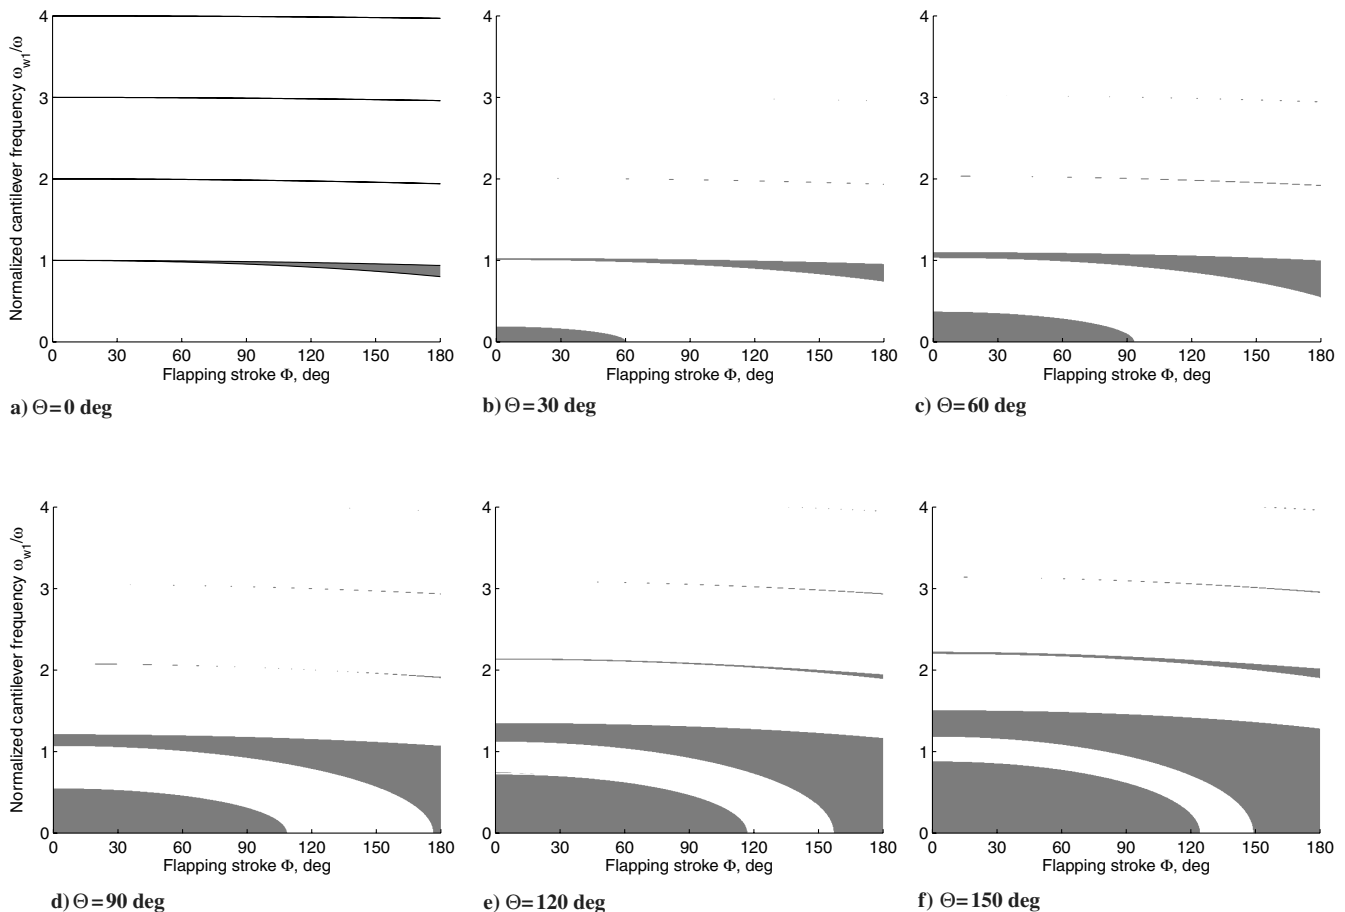 4
3
2
1
0
Normalized cantilever frequency ω_w1/ω
0 30 60 90 120 150 180
Flapping stroke Φ, deg
a) Θ=0 deg
4
3
2
1
0
0 30 60 90 120 150 180
Flapping stroke Φ, deg
b) Θ=30 deg
4
3
2
1
0
0 30 60 90 120 150 180
Flapping stroke Φ, deg
c) Θ=60 deg
4
3
2
1
0
Normalized cantilever frequency ω_w1/ω
0 30 60 90 120 150 180
Flapping stroke Φ, deg
d) Θ=90 deg
4
3
2
1
0
0 30 60 90 120 150 180
Flapping stroke Φ, deg
e) Θ=120 deg
4
3
2
1
0
0 30 60 90 120 150 180
Flapping stroke Φ, deg
f) Θ=150 deg